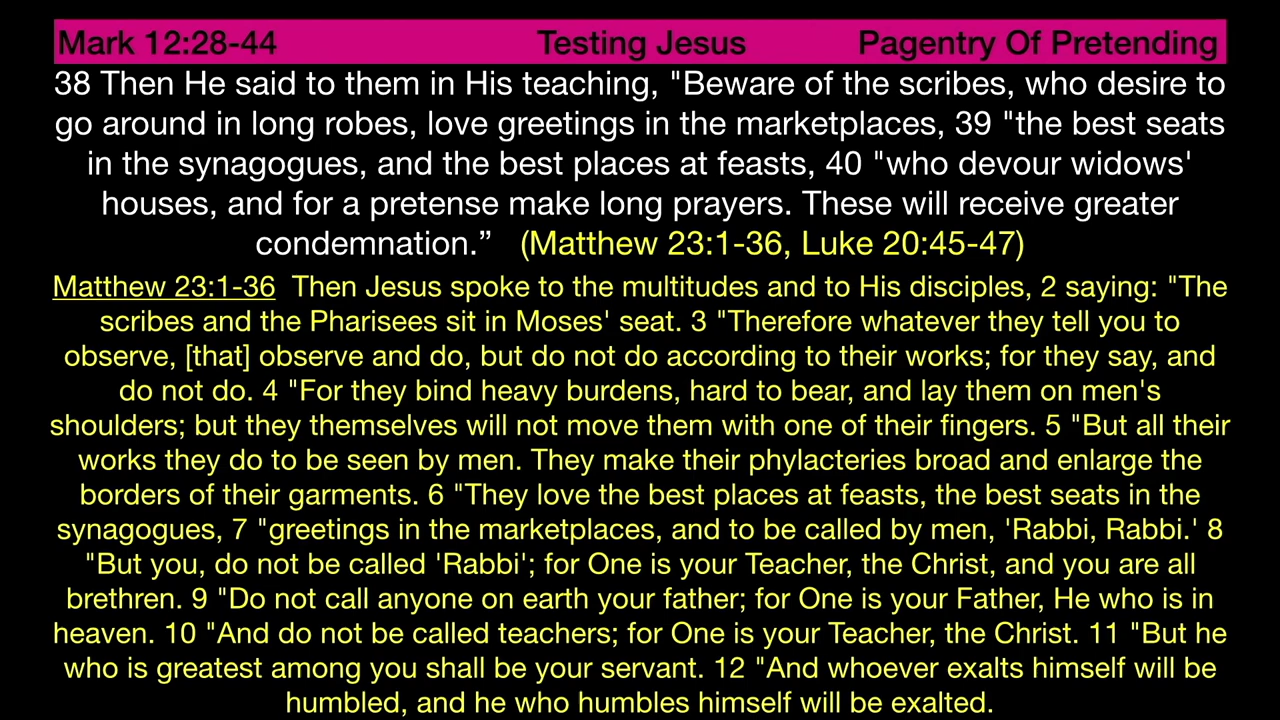 Mark 12:28-44 Testing Jesus Pagentry Of Pretending
38 Then He said to them in His teaching, "Beware of the scribes, who desire to
go around in long robes, love greetings in the marketplaces, 39 "the best seats
in the synagogues, and the best places at feasts, 40 "who devour widows'
houses, and for a pretense make long prayers. These will receive greater
condemnation.” (Matthew 23:1-36, Luke 20:45-47)
Matthew 23:1-36 Then Jesus spoke to the multitudes and to His disciples, 2 saying: "The
scribes and the Pharisees sit in Moses' seat. 3 "Therefore whatever they tell you to
observe, [that] observe and do, but do not do according to their works; for they say, and
do not do. 4 "For they bind heavy burdens, hard to bear, and lay them on men's
shoulders; but they themselves will not move them with one of their fingers. 5 "But all their
works they do to be seen by men. They make their phylacteries broad and enlarge the
borders of their garments. 6 "They love the best places at feasts, the best seats in the
synagogues, 7 "greetings in the marketplaces, and to be called by men, 'Rabbi, Rabbi.' 8
"But you, do not be called 'Rabbi'; for One is your Teacher, the Christ, and you are all
brethren. 9 "Do not call anyone on earth your father; for One is your Father, He who is in
heaven. 10 "And do not be called teachers; for One is your Teacher, the Christ. 11 "But he
who is greatest among you shall be your servant. 12 "And whoever exalts himself will be
humbled, and he who humbles himself will be exalted.